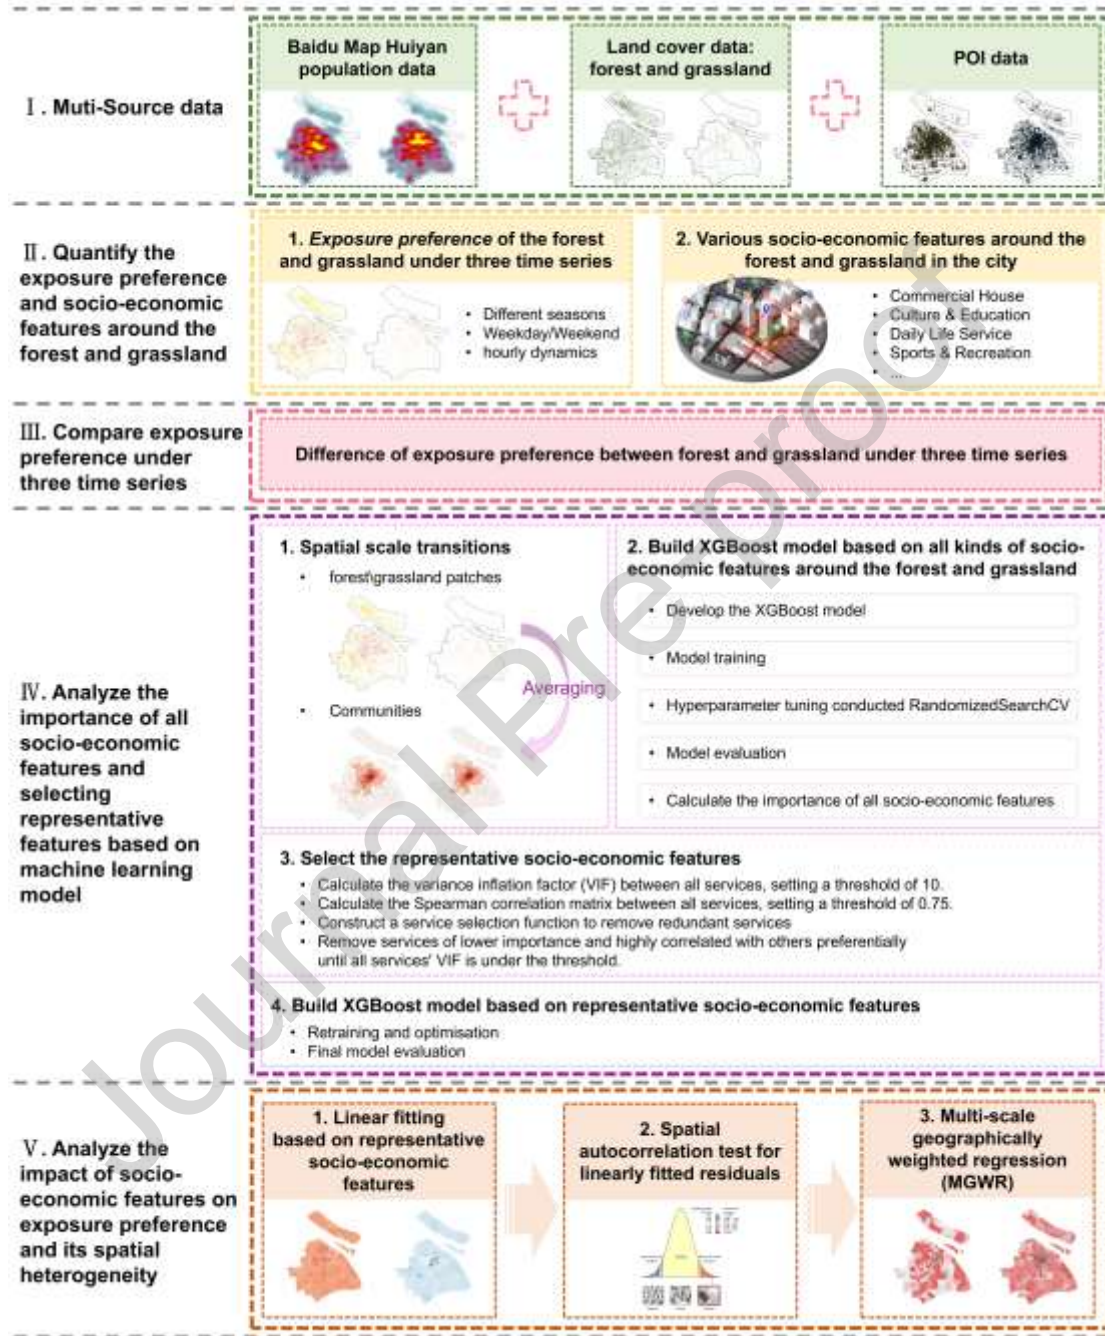 Ⅰ. Muti-Source data
Baidu Map Huiyan
population data
Land cover data:
forest and grassland
POI data
Ⅱ. Quantify the
exposure preference
and socio-economic
features around the
forest and grassland
1. Exposure preference of the forest
and grassland under three time series
• Different seasons
• Weekday/Weekend
• hourly dynamics
2. Various socio-economic features around the
forest and grassland in the city
• Commercial House
• Culture & Education
• Daily Life Service
• Sports & Recreation
• ...
Ⅲ. Compare exposure
preference under
three time series
Difference of exposure preference between forest and grassland under three time series
Ⅳ. Analyze the
importance of all
socio-economic
features and
selecting
representative
features based on
machine learning
model
1. Spatial scale transitions
• forest\grassland patches
• Communities
Averaging
2. Build XGBoost model based on all kinds of socio-
economic features around the forest and grassland
• Develop the XGBoost model
• Model training
• Hyperparameter tuning conducted RandomizedSearchCV
• Model evaluation
• Calculate the importance of all socio-economic features
3. Select the representative socio-economic features
• Calculate the variance inflation factor (VIF) between all services, setting a threshold of 10.
• Calculate the Spearman correlation matrix between all services, setting a threshold of 0.75.
• Construct a service selection function to remove redundant services
• Remove services of lower importance and highly correlated with others preferentially
until all services' VIF is under the threshold.
4. Build XGBoost model based on representative socio-economic features
• Retraining and optimisation
• Final model evaluation
Ⅴ. Analyze the
impact of socio-
economic features on
exposure preference
and its spatial
heterogeneity
1. Linear fitting
based on representative
socio-economic
features
2. Spatial
autocorrelation test for
linearly fitted residuals
3. Multi-scale
geographically
weighted regression
(MGWR)
Journal Pre-proof